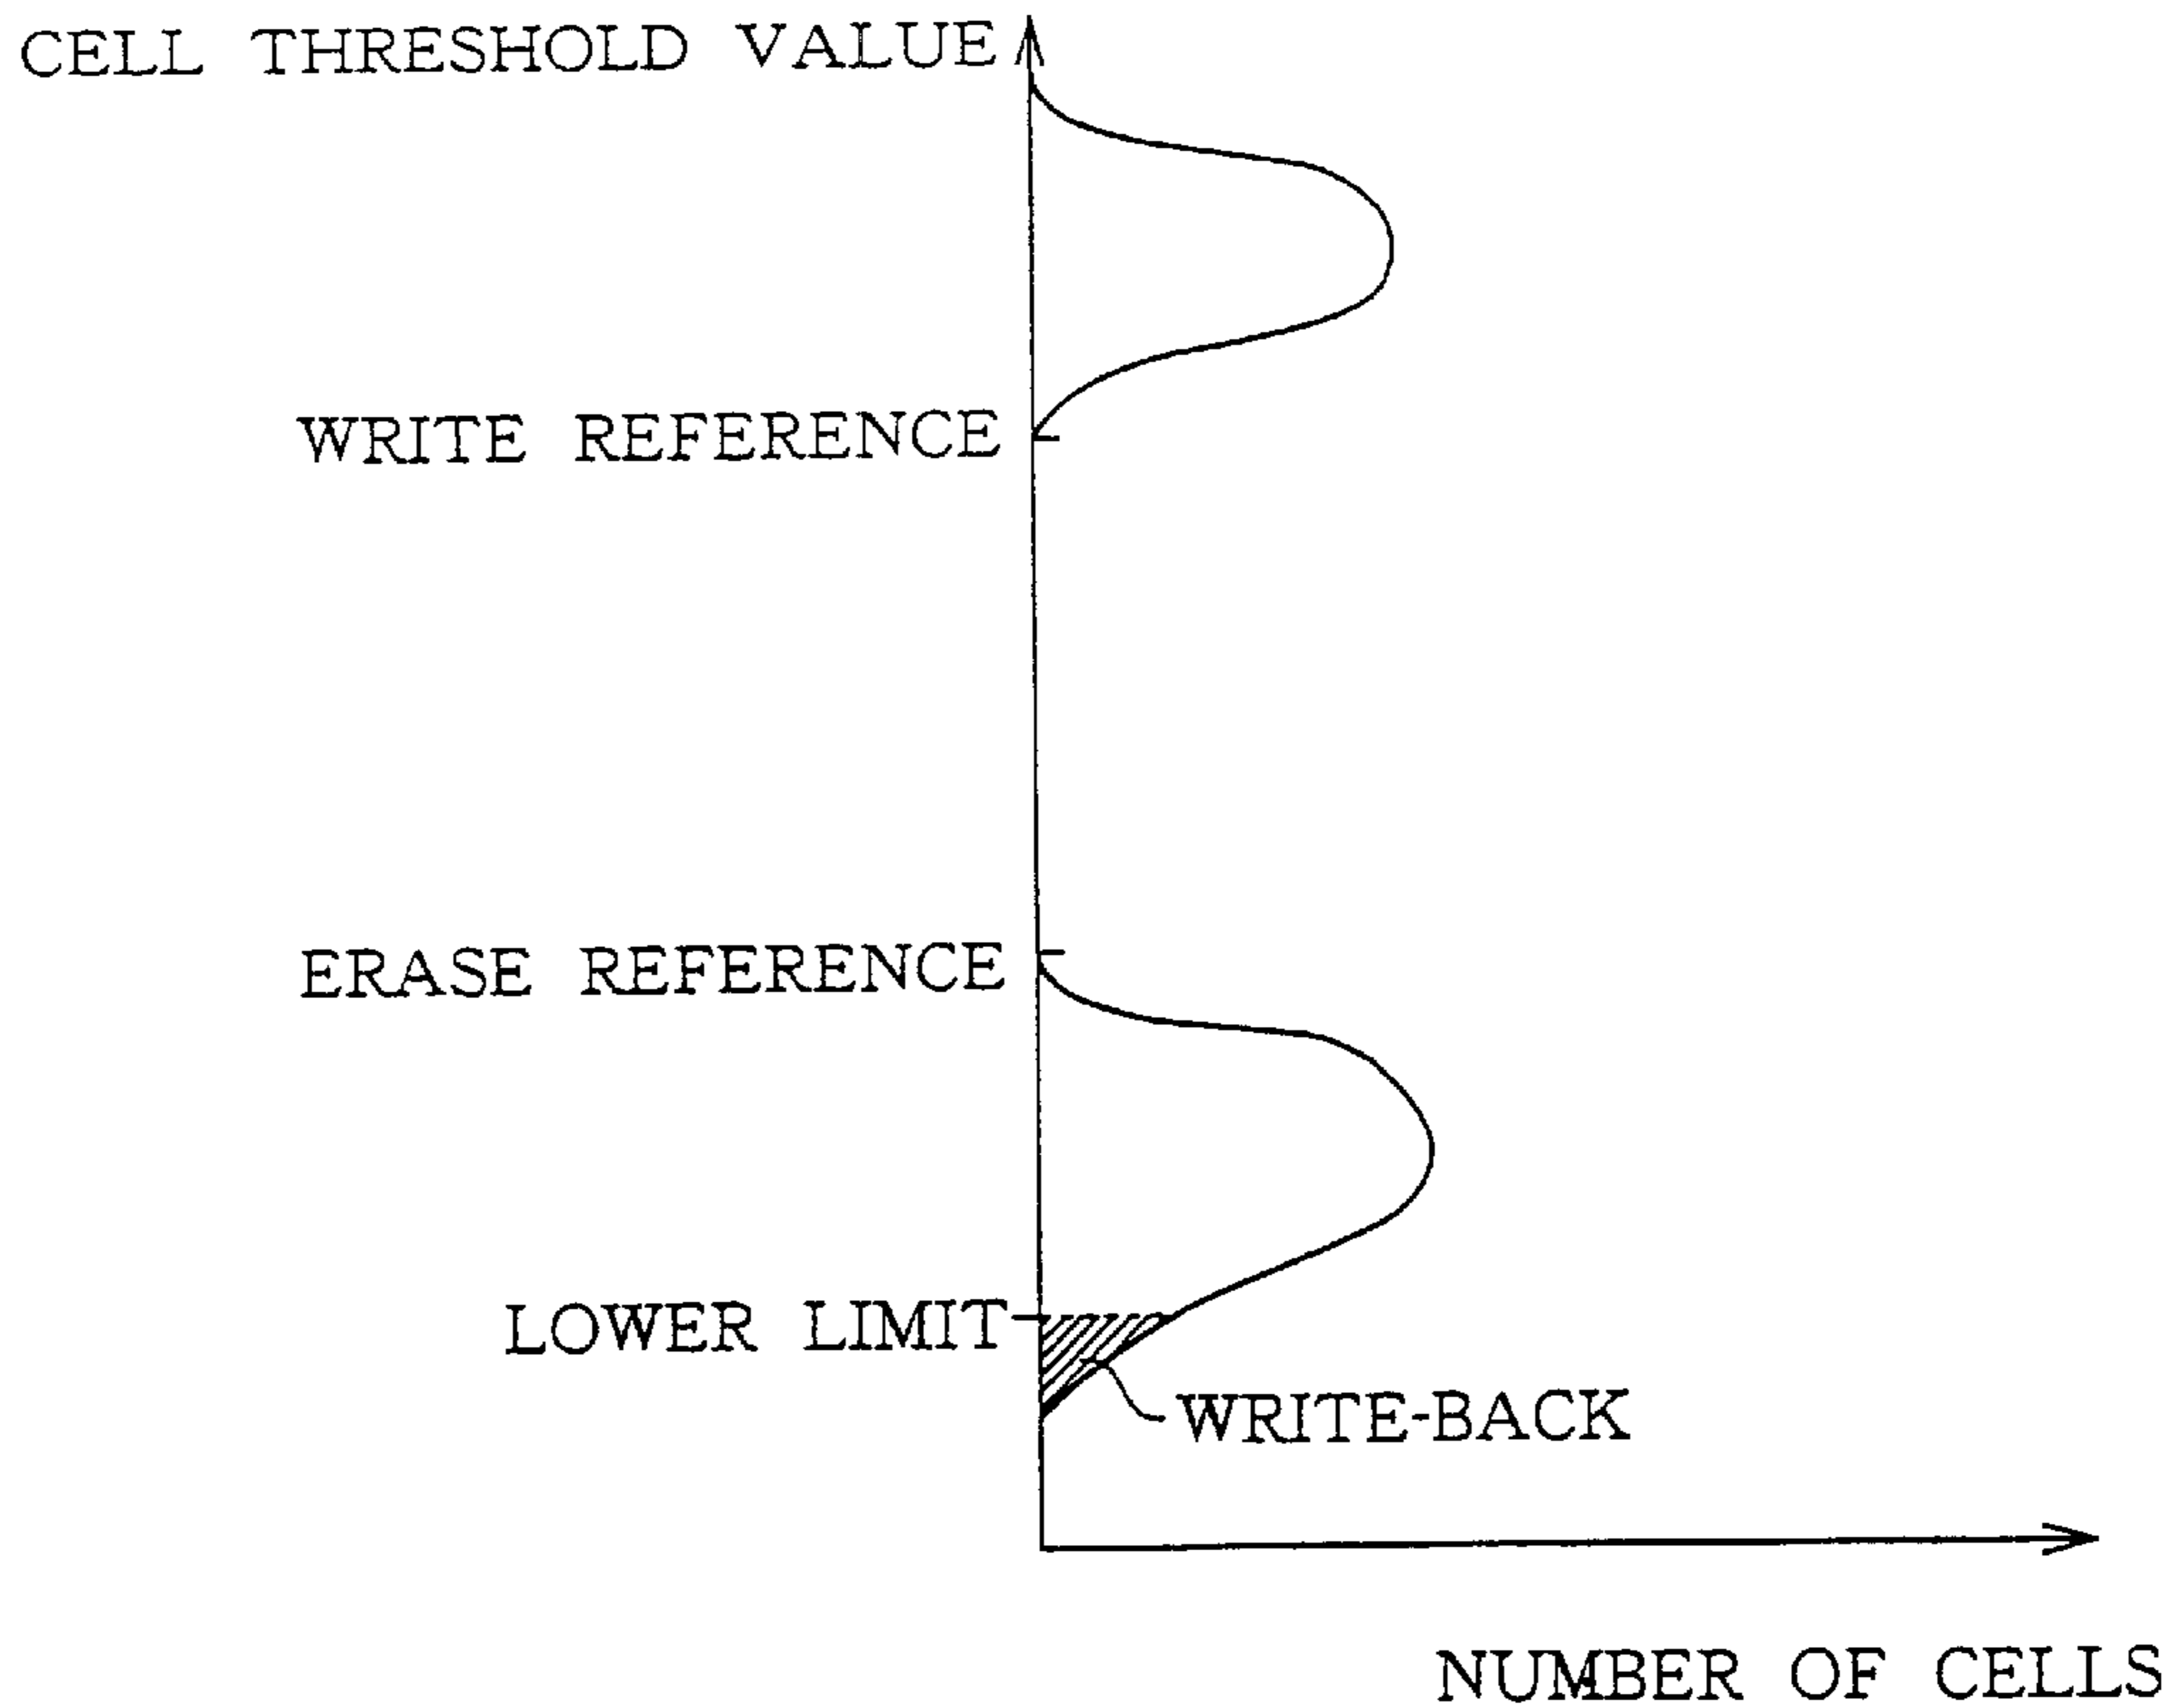 CELL THRESHOLD VALUE
WRITE REFERENCE
ERASE REFERENCE
LOWER LIMIT
WRITE-BACK
NUMBER OF CELLS